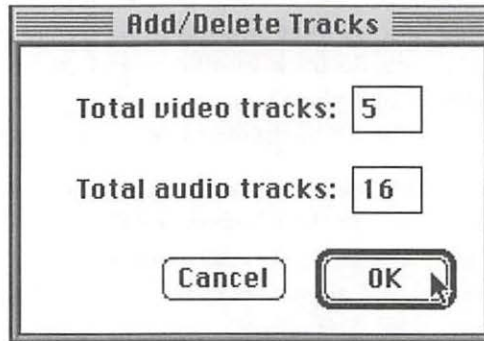 Add/Delete Tracks
Total video tracks: 5
Total audio tracks: 16
Cancel OK